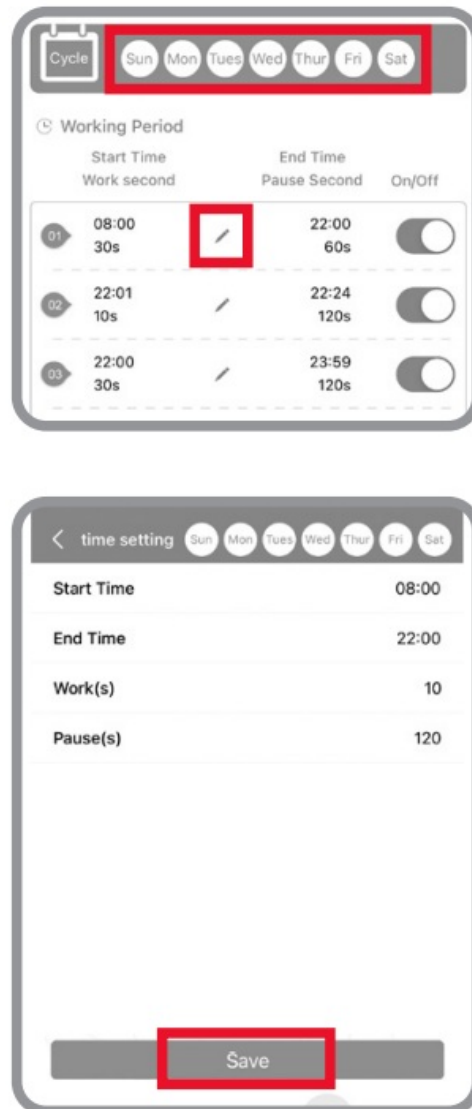 Cycle Sun Mon Tues Wed Thur Fri Sat
Working Period
Start Time End Time
Work second Pause Second On/Off
01 08:00 22:00
30s 60s
02 22:01 22:24
10s 120s
03 22:00 23:59
30s 120s
time setting Sun Mon Tues Wed Thur Fri Sat
Start Time 08:00
End Time 22:00
Work(s) 10
Pause(s) 120
Save